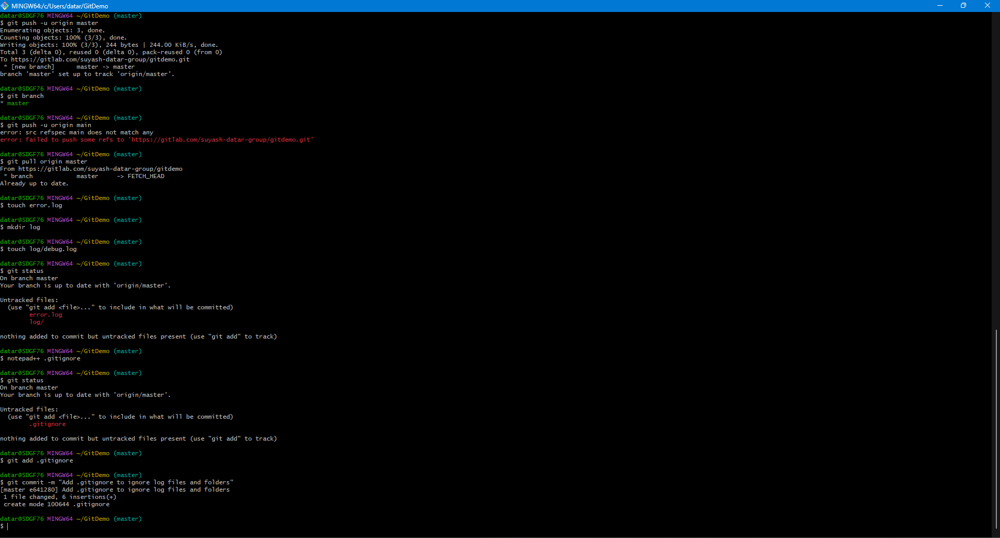 MINGW64:/c/Users/datar/GitDemo
datar@SDGF76 MINGW64 ~/GitDemo (master)
$ git push -u origin master
Enumerating objects: 3, done.
Counting objects: 100% (3/3), done.
Writing objects: 100% (3/3), 244 bytes | 244.00 KiB/s, done.
Total 3 (delta 0), reused 0 (delta 0), pack-reused 0 (from 0)
To https://gitlab.com/suyash-datar-group/gitdemo.git
 * [new branch]      master -> master
branch 'master' set up to track 'origin/master'.
datar@SDGF76 MINGW64 ~/GitDemo (master)
$ git branch
* master
datar@SDGF76 MINGW64 ~/GitDemo (master)
$ git push -u origin main
error: src refspec main does not match any
error: failed to push some refs to 'https://gitlab.com/suyash-datar-group/gitdemo.git'
datar@SDGF76 MINGW64 ~/GitDemo (master)
$ git pull origin master
From https://gitlab.com/suyash-datar-group/gitdemo
 * branch            master     -> FETCH_HEAD
Already up to date.
datar@SDGF76 MINGW64 ~/GitDemo (master)
$ touch error.log
datar@SDGF76 MINGW64 ~/GitDemo (master)
$ mkdir log
datar@SDGF76 MINGW64 ~/GitDemo (master)
$ touch log/debug.log
datar@SDGF76 MINGW64 ~/GitDemo (master)
$ git status
On branch master
Your branch is up to date with 'origin/master'.
Untracked files:
  (use "git add <file>..." to include in what will be committed)
        error.log
        log/
nothing added to commit but untracked files present (use "git add" to track)
datar@SDGF76 MINGW64 ~/GitDemo (master)
$ notepad++ .gitignore
datar@SDGF76 MINGW64 ~/GitDemo (master)
$ git status
On branch master
Your branch is up to date with 'origin/master'.
Untracked files:
  (use "git add <file>..." to include in what will be committed)
        .gitignore
nothing added to commit but untracked files present (use "git add" to track)
datar@SDGF76 MINGW64 ~/GitDemo (master)
$ git add .gitignore
datar@SDGF76 MINGW64 ~/GitDemo (master)
$ git commit -m "Add .gitignore to ignore log files and folders"
[master e641280] Add .gitignore to ignore log files and folders
 1 file changed, 6 insertions(+)
 create mode 100644 .gitignore
datar@SDGF76 MINGW64 ~/GitDemo (master)
$